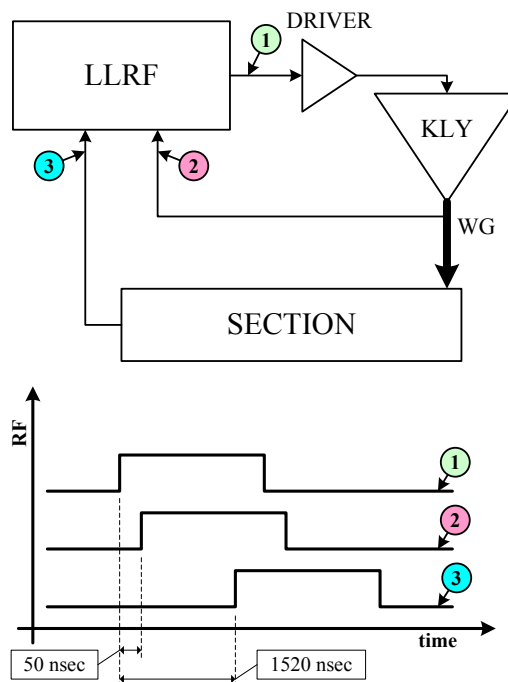 DRIVER
1
LLRF
KLY
3
2
WG
SECTION
RF
1
2
3
time
50 nsec
1520 nsec